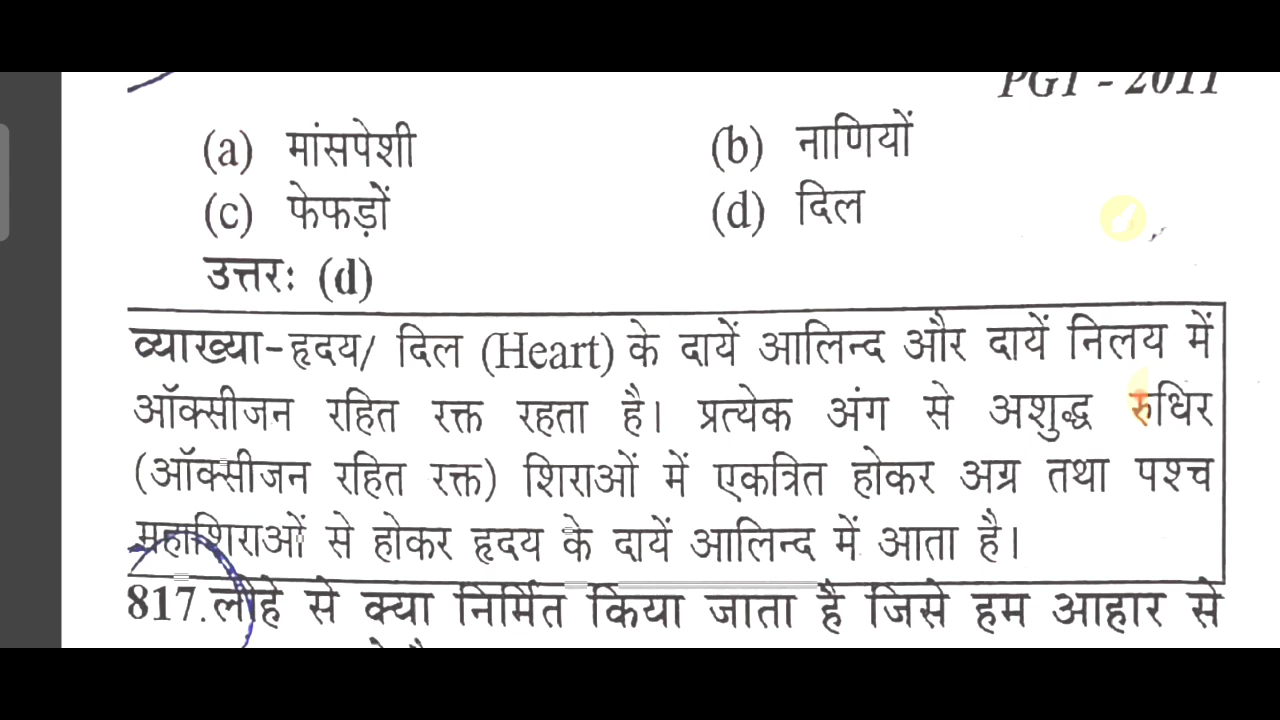 PGT - 2011
(a) मांसपेशी (b) नाणियों
(c) फेफड़ों (d) दिल
उत्तरः (d)
व्याख्या-हृदय/ दिल (Heart) के दायें आलिन्द और दायें निलय में
ऑक्सीजन रहित रक्त रहता है। प्रत्येक अंग से अशुद्ध रुधिर
(ऑक्सीजन रहित रक्त) शिराओं में एकत्रित होकर अग्र तथा पश्च
महाशिराओं से होकर हृदय के दायें आलिन्द में आता है।
817.लोहे से क्या निर्मित किया जाता है जिसे हम आहार से